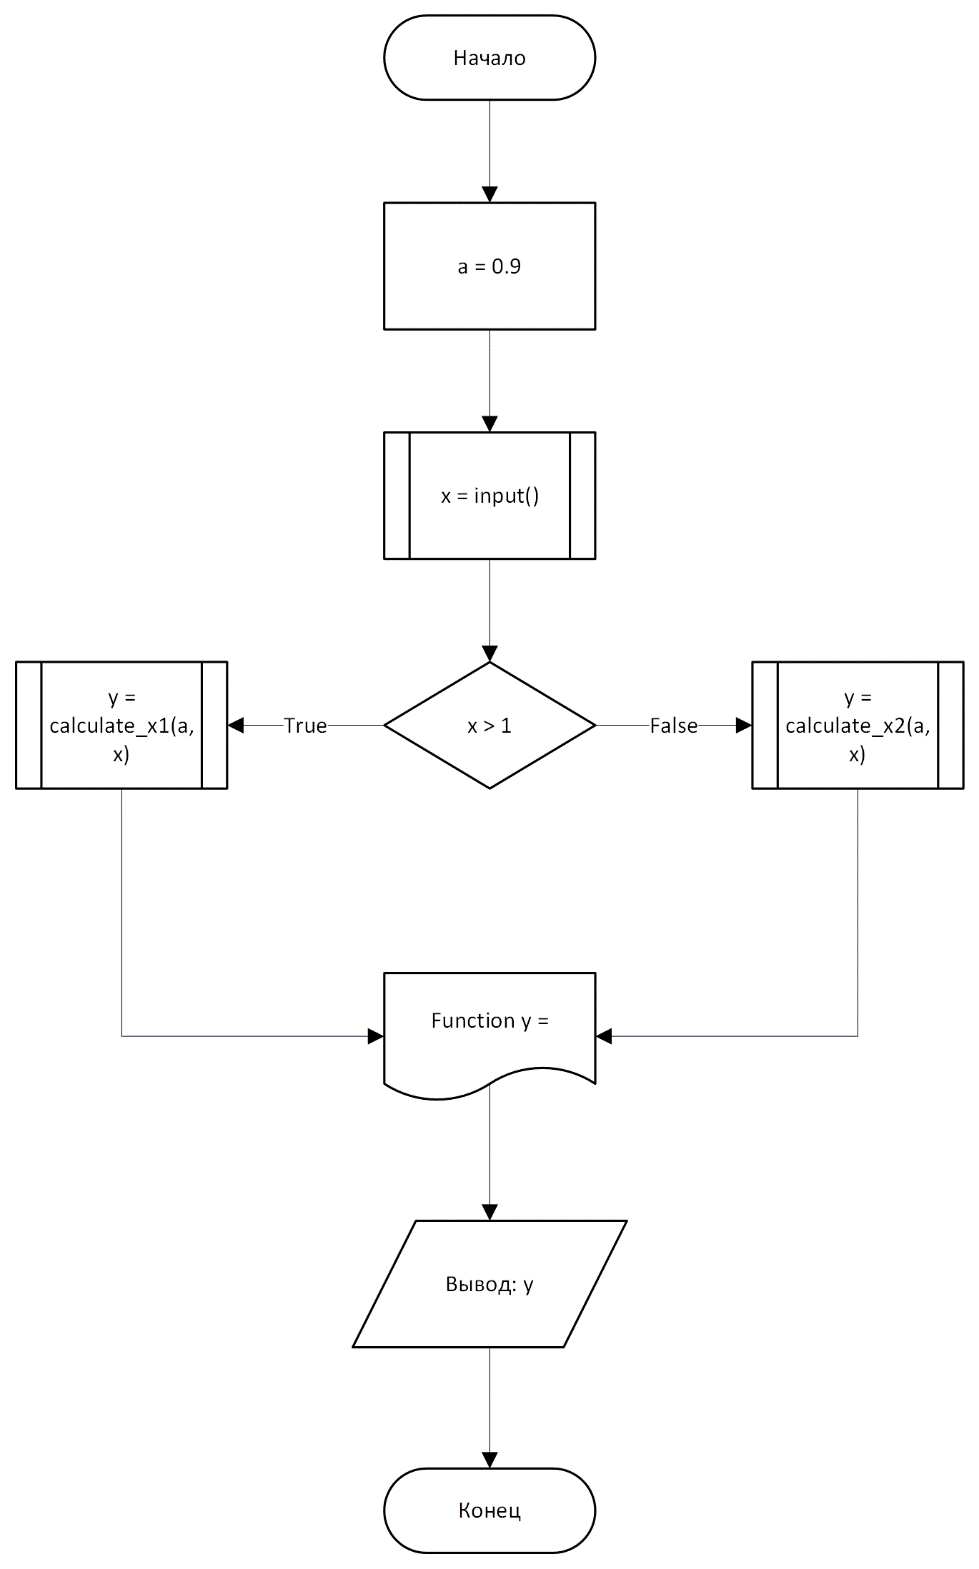 Начало
a = 0.9
x = input()
x > 1
True
False
y =
calculate_x1(a,
x)
y =
calculate_x2(a,
x)
Function y =
Вывод: y
Конец